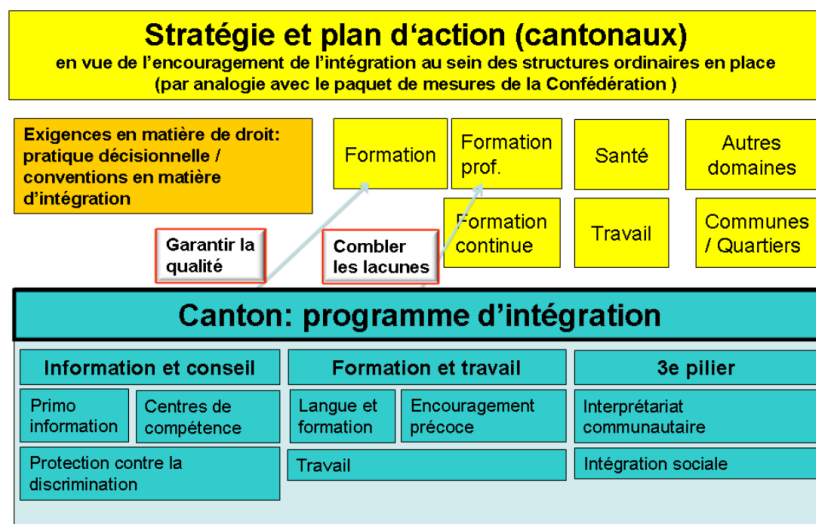 Stratégie et plan d‘action (cantonaux)
en vue de l’encouragement de l’intégration au sein des structures ordinaires en place
(par analogie avec le paquet de mesures de la Confédération )
Exigences en matière de droit:
pratique décisionnelle /
conventions en matière
d’intégration
Formation
Formation
prof.
Santé
Autres
domaines
Formation
continue
Travail
Communes
/ Quartiers
Garantir la
qualité
Combler
les lacunes
Canton: programme d’intégration
Information et conseil
Formation et travail
3e pilier
Primo
information
Centres de
compétence
Langue et
formation
Encouragement
précoce
Interprétariat
communautaire
Protection contre la
discrimination
Travail
Intégration sociale